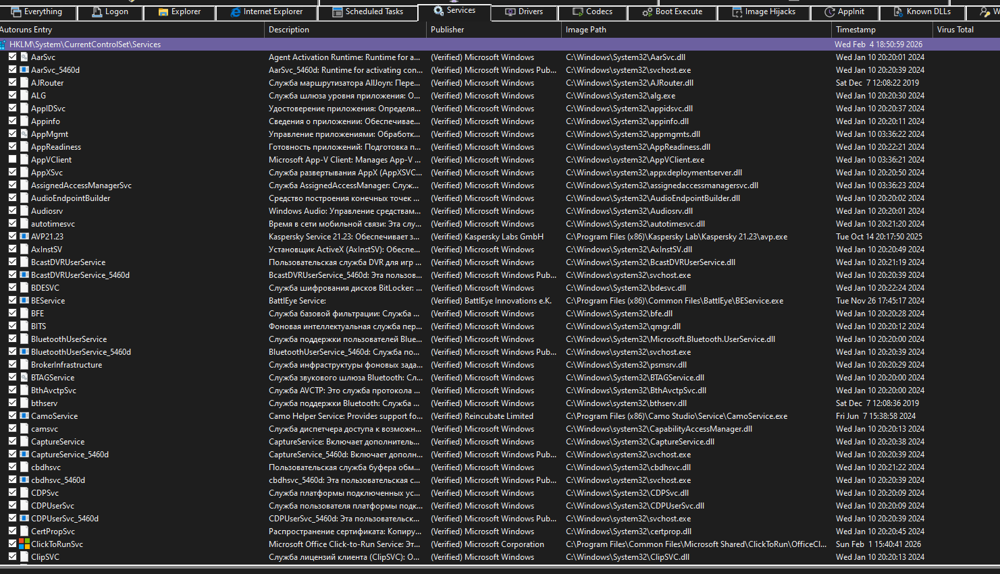 Everything Logon Explorer Internet Explorer Scheduled Tasks Services Drivers Codecs Boot Execute Image Hijacks AppInit Known DLLs W
Autoruns Entry Description Publisher Image Path Timestamp Virus Total
HKLM\System\CurrentControlSet\Services Wed Feb 4 18:50:59 2026
AarSvc Agent Activation Runtime: Runtime for a... (Verified) Microsoft Windows C:\Windows\System32\AarSvc.dll Wed Jan 10 20:20:01 2024
AarSvc_5460d AarSvc_5460d: Runtime for activating con... (Verified) Microsoft Windows Pub... C:\Windows\system32\svchost.exe Wed Jan 10 20:20:39 2024
AJRouter Служба маршрутизатора AllJoyn: Пере... (Verified) Microsoft Windows C:\Windows\System32\AJRouter.dll Sat Dec 7 12:08:22 2019
ALG Служба шлюза уровня приложения: О... (Verified) Microsoft Windows C:\Windows\System32\alg.exe Wed Jan 10 20:20:30 2024
AppIDSvc Удостоверение приложения: Определя... (Verified) Microsoft Windows C:\Windows\System32\appidsvc.dll Wed Jan 10 20:20:37 2024
Appinfo Сведения о приложении: Обеспечивае... (Verified) Microsoft Windows C:\Windows\System32\appinfo.dll Wed Jan 10 20:20:11 2024
AppMgmt Управление приложениями: Обработк... (Verified) Microsoft Windows C:\Windows\System32\appmgmts.dll Wed Jan 10 03:36:22 2024
AppReadiness Готовность приложений: Подготовка п... (Verified) Microsoft Windows C:\Windows\system32\AppReadiness.dll Wed Jan 10 20:22:21 2024
AppVClient Microsoft App-V Client: Manages App-V ... (Verified) Microsoft Windows C:\Windows\system32\AppVClient.exe Wed Jan 10 03:36:21 2024
AppXSvc Служба развертывания AppX (AppXSVC... (Verified) Microsoft Windows C:\Windows\system32\appxdeploymentserver.dll Wed Jan 10 20:20:50 2024
AssignedAccessManagerSvc Служба AssignedAccessManager: Служ... (Verified) Microsoft Windows C:\Windows\System32\assignedaccessmanagersvc.dll Wed Jan 10 03:36:23 2024
AudioEndpointBuilder Средство построения конечных точек ... (Verified) Microsoft Windows C:\Windows\System32\AudioEndpointBuilder.dll Wed Jan 10 20:20:02 2024
Audiosrv Windows Audio: Управление средствам... (Verified) Microsoft Windows C:\Windows\System32\Audiosrv.dll Wed Jan 10 20:20:01 2024
autotimesvc Время в сети мобильной связи: Эта слу... (Verified) Microsoft Windows C:\Windows\System32\autotimesvc.dll Wed Jan 10 20:21:20 2024
AVP21.23 Kaspersky Service 21.23: Обеспечивает з... (Verified) Kaspersky Labs GmbH C:\Program Files (x86)\Kaspersky Lab\Kaspersky 21.23\avp.exe Tue Oct 14 20:17:50 2025
AxInstSV Установщик ActiveX (AxInstSV): Обеспе... (Verified) Microsoft Windows C:\Windows\System32\AxInstSV.dll Wed Jan 10 20:20:49 2024
BcastDVRUserService Пользовательская служба DVR для игр ... (Verified) Microsoft Windows C:\Windows\System32\BcastDVRUserService.dll Wed Jan 10 20:21:19 2024
BcastDVRUserService_5460d BcastDVRUserService_5460d: Эта пользов... (Verified) Microsoft Windows Pub... C:\Windows\system32\svchost.exe Wed Jan 10 20:20:39 2024
BDESVC Служба шифрования дисков BitLocker: ... (Verified) Microsoft Windows C:\Windows\System32\bdesvc.dll Wed Jan 10 20:22:24 2024
BEService BattlEye Service: (Verified) BattlEye Innovations e.K. C:\Program Files (x86)\Common Files\BattlEye\BEService.exe Tue Nov 26 17:45:17 2024
BFE Служба базовой фильтрации: Служба ... (Verified) Microsoft Windows C:\Windows\System32\bfe.dll Wed Jan 10 20:20:28 2024
BITS Фоновая интеллектуальная служба пер... (Verified) Microsoft Windows C:\Windows\System32\qmgr.dll Wed Jan 10 20:20:12 2024
BluetoothUserService Служба поддержки пользователей Blue... (Verified) Microsoft Windows C:\Windows\System32\Microsoft.Bluetooth.UserService.dll Wed Jan 10 20:20:00 2024
BluetoothUserService_5460d BluetoothUserService_5460d: Служба по... (Verified) Microsoft Windows Pub... C:\Windows\system32\svchost.exe Wed Jan 10 20:20:39 2024
BrokerInfrastructure Служба инфраструктуры фоновых зада... (Verified) Microsoft Windows C:\Windows\System32\psmsrv.dll Wed Jan 10 20:20:29 2024
BTAGService Служба звукового шлюза Bluetooth: Сл... (Verified) Microsoft Windows C:\Windows\System32\BTAGService.dll Wed Jan 10 20:20:00 2024
BthAvctpSvc Служба AVCTP: Это служба протокола ... (Verified) Microsoft Windows C:\Windows\System32\BthAvctpSvc.dll Wed Jan 10 20:20:00 2024
bthserv Служба поддержки Bluetooth: Служба... (Verified) Microsoft Windows C:\Windows\System32\bthserv.dll Sat Dec 7 12:08:36 2019
CamoService Camo Helper Service: Provides support fo... (Verified) Reincubate Limited C:\Program Files (x86)\Camo Studio\Service\CamoService.exe Fri Jun 7 15:38:58 2024
camsvc Служба диспетчера доступа к возможн... (Verified) Microsoft Windows C:\Windows\System32\CapabilityAccessManager.dll Wed Jan 10 20:20:13 2024
CaptureService CaptureService: Включает дополнитель... (Verified) Microsoft Windows C:\Windows\System32\CaptureService.dll Wed Jan 10 20:20:38 2024
CaptureService_5460d CaptureService_5460d: Включает дополн... (Verified) Microsoft Windows Pub... C:\Windows\system32\svchost.exe Wed Jan 10 20:20:39 2024
cbdhsvc Пользовательская служба буфера обм... (Verified) Microsoft Windows C:\Windows\System32\cbdhsvc.dll Wed Jan 10 20:21:22 2024
cbdhsvc_5460d cbdhsvc_5460d: Эта пользовательская с... (Verified) Microsoft Windows Pub... C:\Windows\system32\svchost.exe Wed Jan 10 20:20:39 2024
CDPSvc Служба платформы подключенных ус... (Verified) Microsoft Windows C:\Windows\System32\CDPSvc.dll Wed Jan 10 20:20:09 2024
CDPUserSvc Служба пользователя платформы подк... (Verified) Microsoft Windows C:\Windows\System32\CDPUserSvc.dll Wed Jan 10 20:20:09 2024
CDPUserSvc_5460d CDPUserSvc_5460d: Эта пользовательск... (Verified) Microsoft Windows Pub... C:\Windows\system32\svchost.exe Wed Jan 10 20:20:39 2024
CertPropSvc Распространение сертификата: Копиру... (Verified) Microsoft Windows C:\Windows\System32\certprop.dll Wed Jan 10 20:20:45 2024
ClickToRunSvc Microsoft Office Click-to-Run Service: Эт... (Verified) Microsoft Corporation C:\Program Files\Common Files\Microsoft Shared\ClickToRun\OfficeCl... Sun Feb 1 15:40:41 2026
ClipSVC Служба лицензий клиента (ClipSVC): О... (Verified) Microsoft Windows C:\Windows\System32\ClipSVC.dll Wed Jan 10 20:20:13 2024